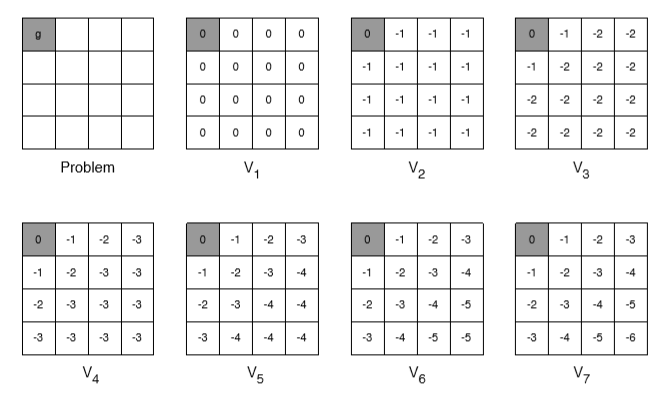 g
Problem
0 0 0 0
0 0 0 0
0 0 0 0
0 0 0 0
V1
0 -1 -1 -1
-1 -1 -1 -1
-1 -1 -1 -1
-1 -1 -1 -1
V2
0 -1 -2 -2
-1 -2 -2 -2
-2 -2 -2 -2
-2 -2 -2 -2
V3
0 -1 -2 -3
-1 -2 -3 -3
-2 -3 -3 -3
-3 -3 -3 -3
V4
0 -1 -2 -3
-1 -2 -3 -4
-2 -3 -4 -4
-3 -4 -4 -4
V5
0 -1 -2 -3
-1 -2 -3 -4
-2 -3 -4 -5
-3 -4 -5 -5
V6
0 -1 -2 -3
-1 -2 -3 -4
-2 -3 -4 -5
-3 -4 -5 -6
V7